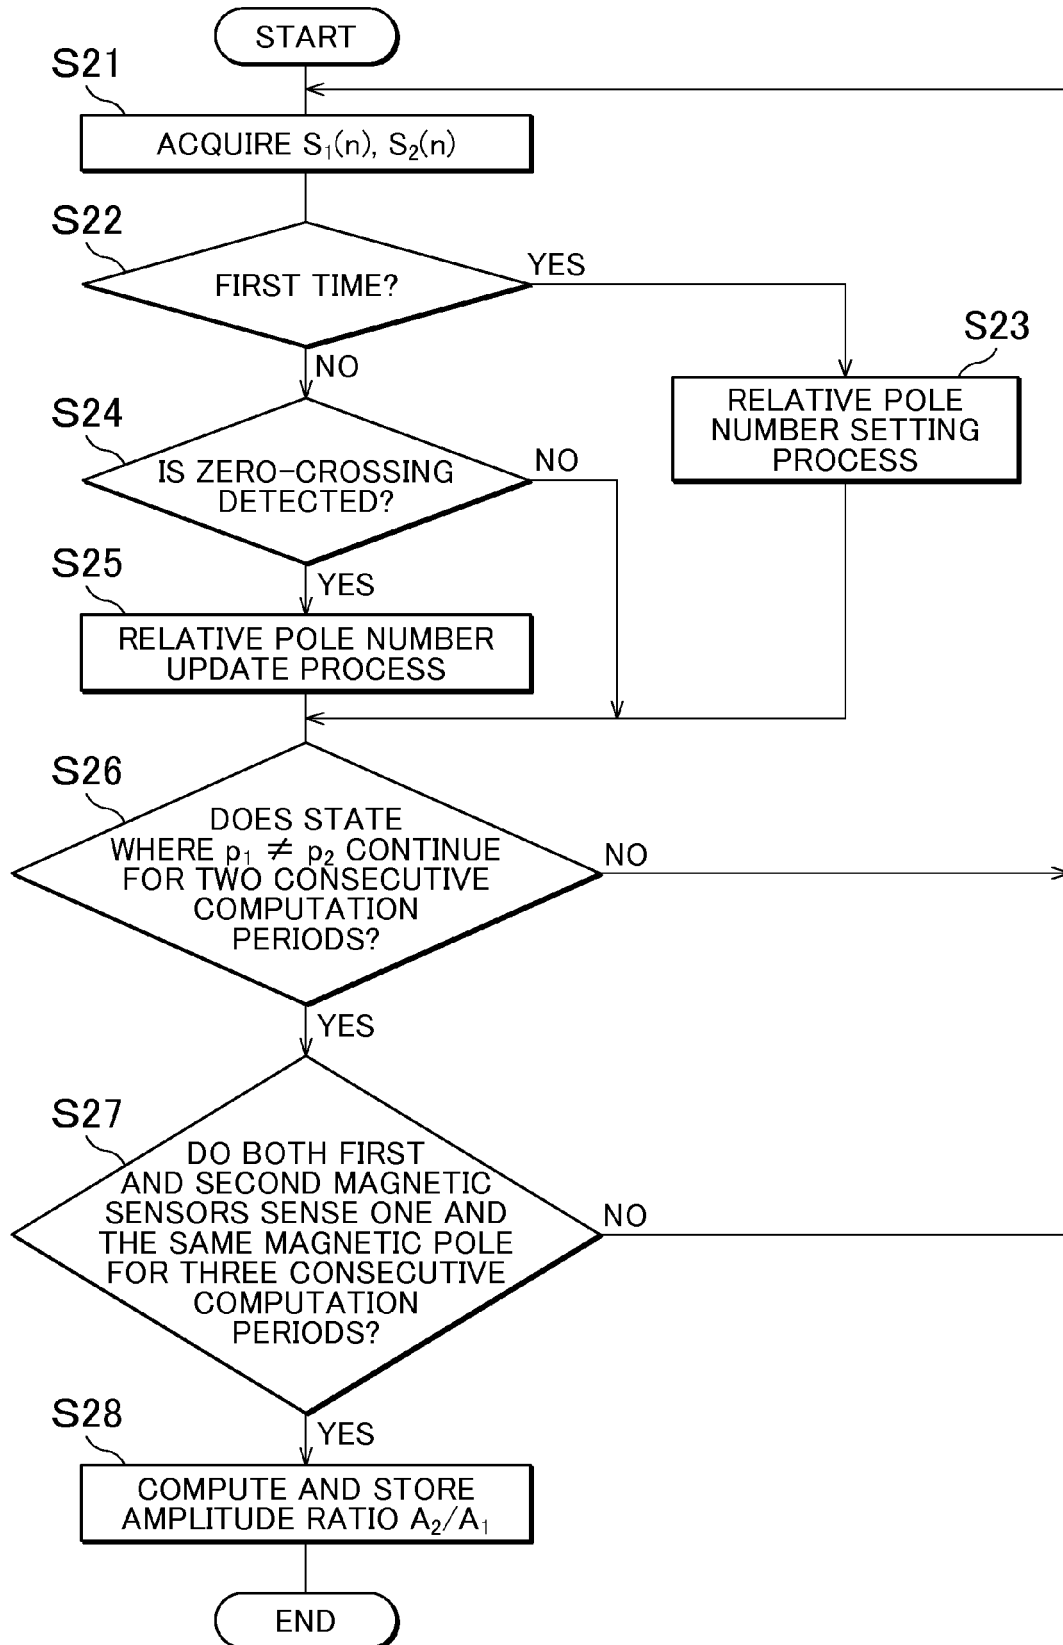 START
S21
ACQUIRE S₁(n), S₂(n)
S22
FIRST TIME?
YES
NO
S23
RELATIVE POLE
NUMBER SETTING
PROCESS
S24
IS ZERO-CROSSING
DETECTED?
NO
YES
S25
RELATIVE POLE NUMBER
UPDATE PROCESS
S26
DOES STATE
WHERE p₁ ≠ p₂ CONTINUE
FOR TWO CONSECUTIVE
COMPUTATION
PERIODS?
NO
YES
S27
DO BOTH FIRST
AND SECOND MAGNETIC
SENSORS SENSE ONE AND
THE SAME MAGNETIC POLE
FOR THREE CONSECUTIVE
COMPUTATION
PERIODS?
NO
YES
S28
COMPUTE AND STORE
AMPLITUDE RATIO A₂/A₁
END